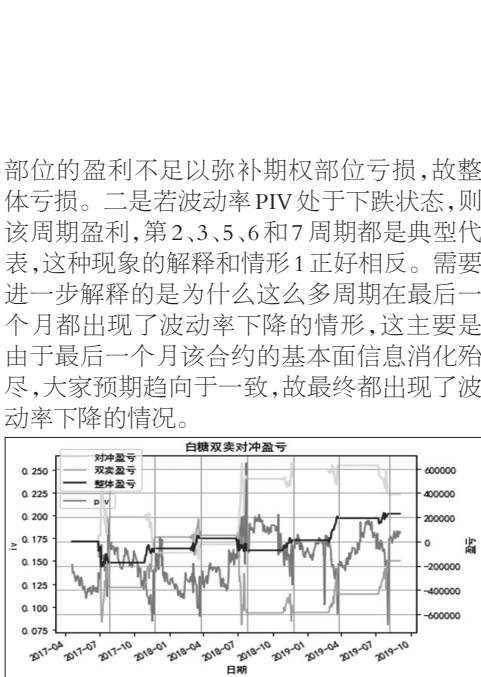 部位的盈利不足以弥补期权部位亏损,故整
体亏损。二是若波动率PIV处于下跌状态,则
该周期盈利,第2、3、5、6和7周期都是典型代
表,这种现象的解释和情形1正好相反。需要
进一步解释的是为什么这么多周期在最后一
个月都出现了波动率下降的情形,这主要是
由于最后一个月该合约的基本面信息消化殆
尽,大家预期趋向于一致,故最终都出现了波
动率下降的情况。
白糖双卖对冲盈亏
对冲盈亏
双卖盈亏
整体盈亏
piv
0.250
0.225
0.200
0.175
0.150
0.125
0.100
0.075
iv
600000
400000
200000
0
−200000
−400000
−600000
盈亏
2017-04
2017-07
2017-10
2018-01
2018-04
2018-07
2018-10
2019-01
2019-04
2019-07
2019-10
日期